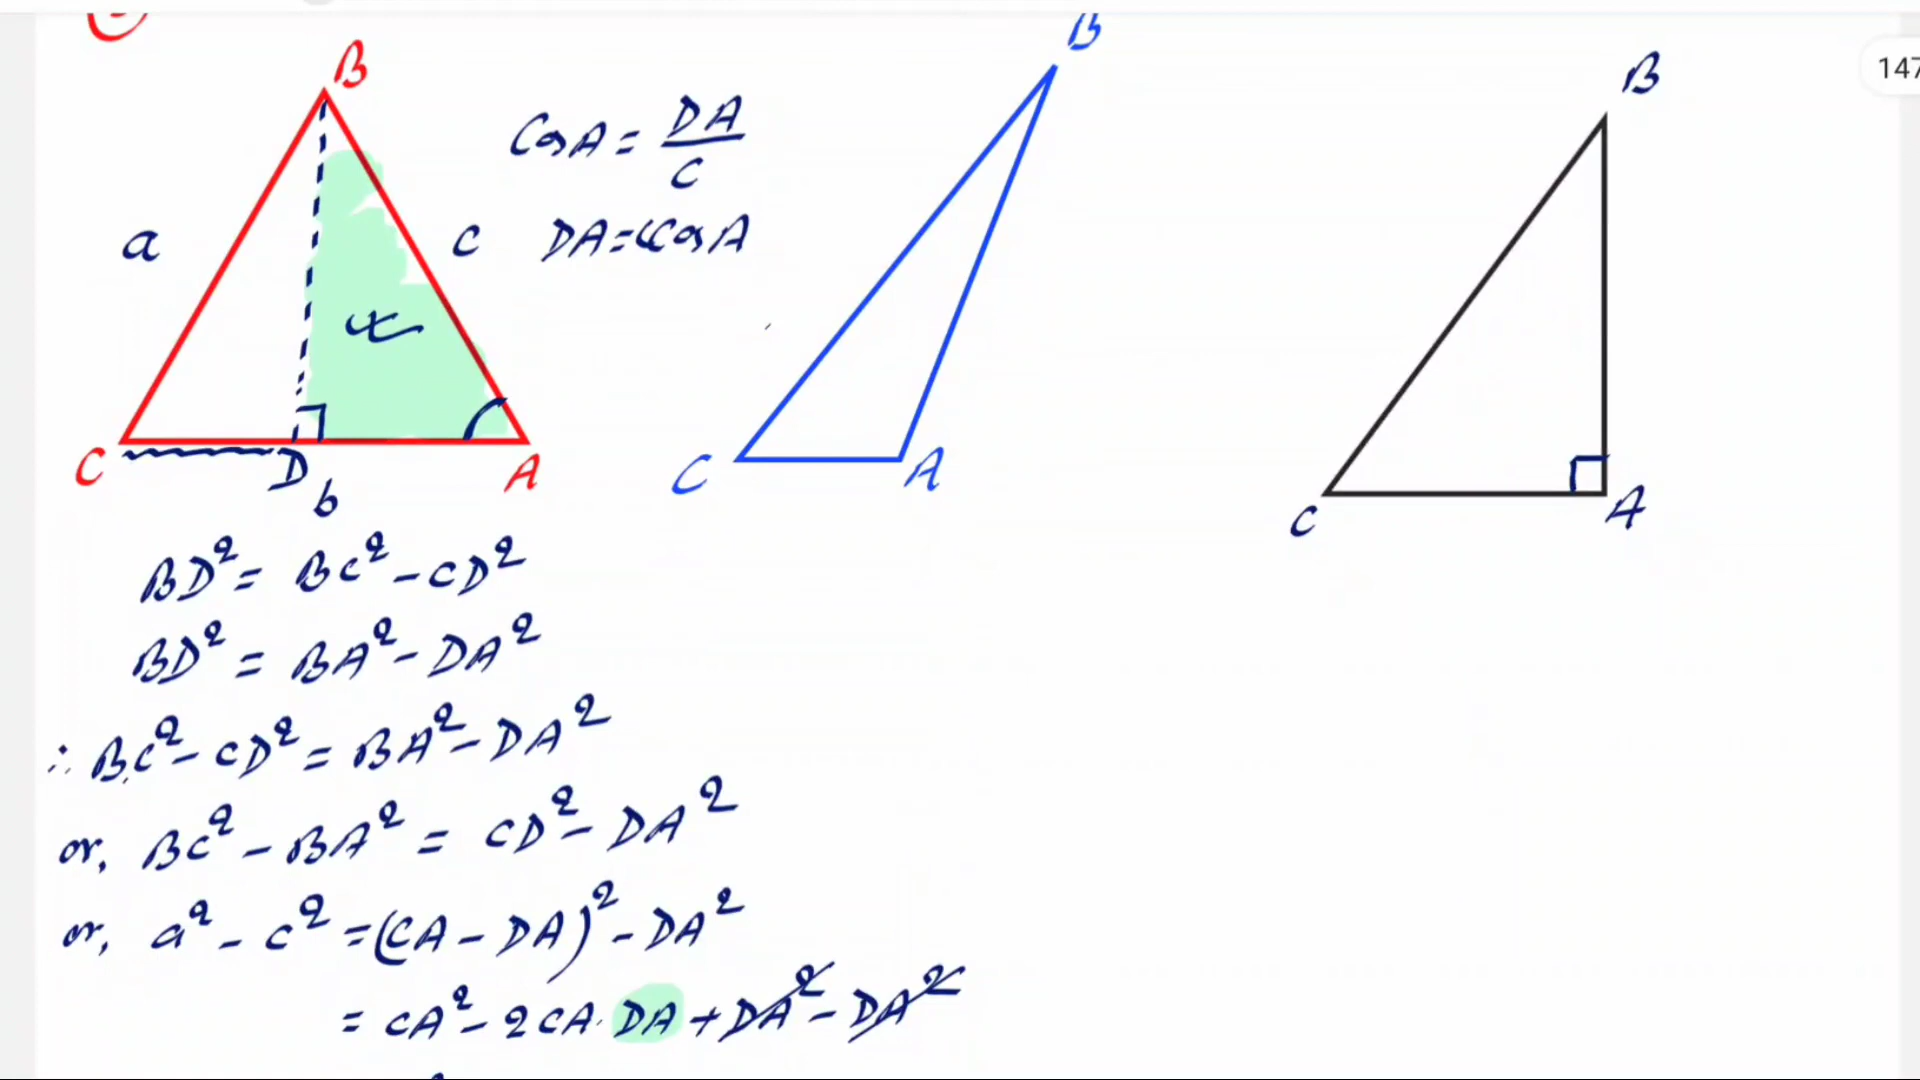 B
a
c
C
D
b
A
CosA = DA/c
DA = cCosA
B
C
A
B
C
A
147
BD² = BC² - CD²
BD² = BA² - DA²
∴ BC² - CD² = BA² - DA²
or, BC² - BA² = CD² - DA²
or, a² - c² = (CA - DA)² - DA²
= CA² - 2CA·DA + DA² - DA²